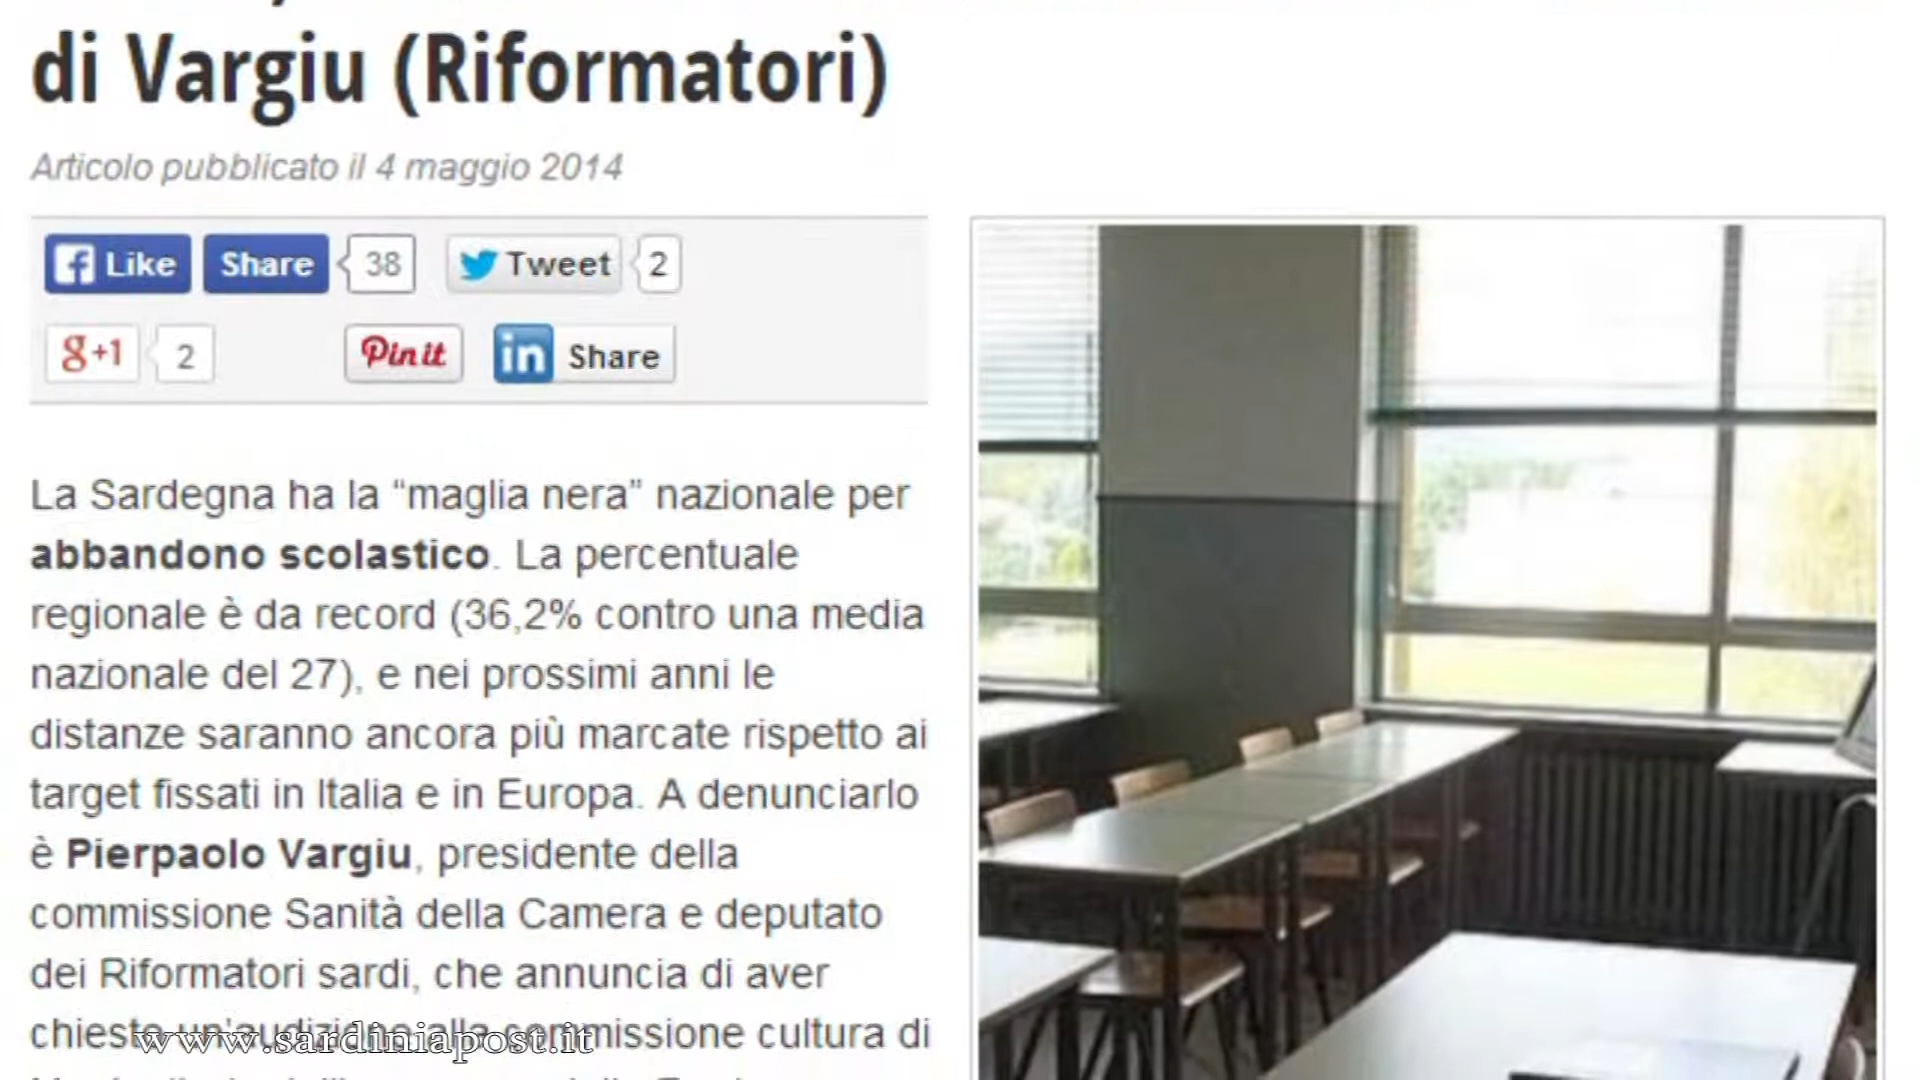 di Vargiu (Riformatori)
Articolo pubblicato il 4 maggio 2014
Like Share 38 Tweet 2
g+1 2 Pin it in Share
La Sardegna ha la “maglia nera” nazionale per
abbandono scolastico. La percentuale
regionale è da record (36,2% contro una media
nazionale del 27), e nei prossimi anni le
distanze saranno ancora più marcate rispetto ai
target fissati in Italia e in Europa. A denunciarlo
è Pierpaolo Vargiu, presidente della
commissione Sanità della Camera e deputato
dei Riformatori sardi, che annuncia di aver
chiesto un'audizione alla commissione cultura di
www.sardiniapost.it